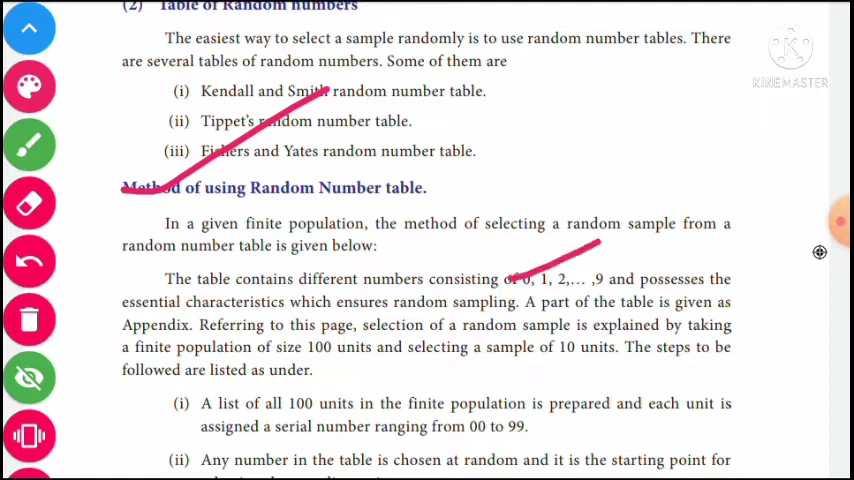 (2) Table of Random numbers
The easiest way to select a sample randomly is to use random number tables. There
are several tables of random numbers. Some of them are
(i) Kendall and Smith random number table.
(ii) Tippet's random number table.
(iii) Fishers and Yates random number table.
Method of using Random Number table.
In a given finite population, the method of selecting a random sample from a
random number table is given below:
The table contains different numbers consisting of 0, 1, 2,... ,9 and possesses the
essential characteristics which ensures random sampling. A part of the table is given as
Appendix. Referring to this page, selection of a random sample is explained by taking
a finite population of size 100 units and selecting a sample of 10 units. The steps to be
followed are listed as under.
(i) A list of all 100 units in the finite population is prepared and each unit is
assigned a serial number ranging from 00 to 99.
(ii) Any number in the table is chosen at random and it is the starting point for
K
KINEMASTER